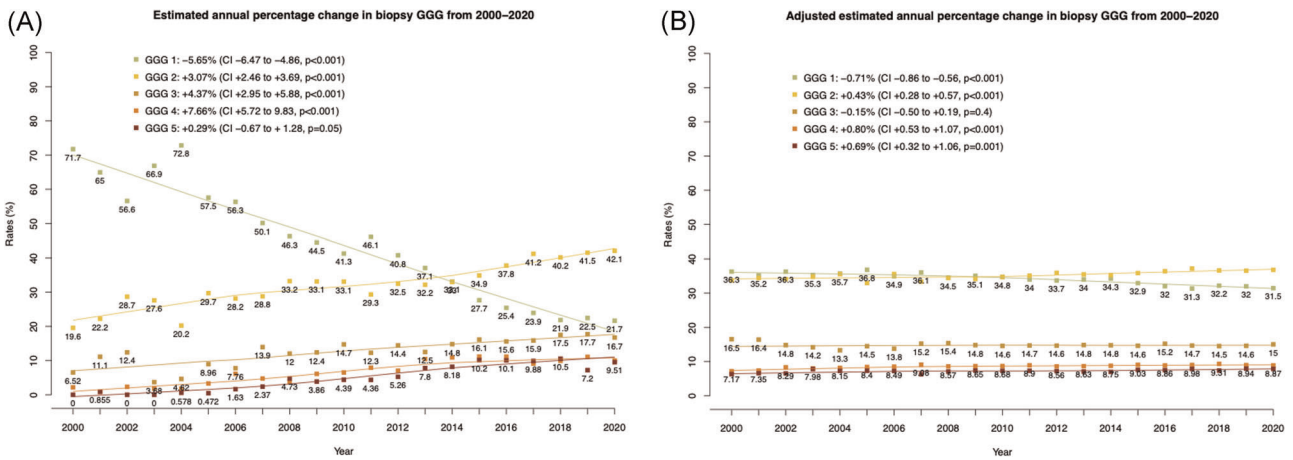 (A)
Estimated annual percentage change in biopsy GGG from 2000–2020
GGG 1: −5.65% (CI −6.47 to −4.86, p<0.001)
GGG 2: +3.07% (CI +2.46 to +3.69, p<0.001)
GGG 3: +4.37% (CI +2.95 to +5.88, p<0.001)
GGG 4: +7.66% (CI +5.72 to 9.83, p<0.001)
GGG 5: +0.29% (CI −0.67 to + 1.28, p=0.05)
Rates (%)
100
90
80
70
60
50
40
30
20
10
0
71.7 65 56.6 66.9 72.8 57.5 56.3 50.1 46.3 44.5 41.3 46.1 40.8 37.1 27.7 25.4 23.9 21.9 22.5 21.7
19.6 22.2 28.7 27.6 20.2 29.7 28.2 28.8 33.2 33.1 33.1 29.3 32.5 32.2 34.9 37.8 41.2 40.2 41.5 42.1
6.52 11.1 12.4 3.68 4.62 8.96 7.76 13.9 12 12.4 14.7 12.3 14.4 12.5 14.8 16.1 15.6 15.9 17.5 17.7 16.7
0 0.855 0 0 0.578 0.472 1.63 2.37 4.73 3.86 4.39 4.36 5.26 7.8 8.18 10.2 10.1 9.88 10.5 7.2 9.51
2000 2002 2004 2006 2008 2010 2012 2014 2016 2018 2020
Year
(B)
Adjusted estimated annual percentage change in biopsy GGG from 2000–2020
GGG 1: −0.71% (CI −0.86 to −0.56, p<0.001)
GGG 2: +0.43% (CI +0.28 to +0.57, p<0.001)
GGG 3: −0.15% (CI −0.50 to +0.19, p=0.4)
GGG 4: +0.80% (CI +0.53 to +1.07, p<0.001)
GGG 5: +0.69% (CI +0.32 to +1.06, p=0.001)
Rates (%)
100
90
80
70
60
50
40
30
20
10
0
36.3 35.2 36.3 35.3 35.7 36.8 34.9 36.1 34.5 35.1 34.8 34 33.7 34 34.3 32.9 32 31.3 32.2 32 31.5
16.5 16.4 14.8 14.2 13.3 14.5 13.8 15.2 15.4 14.8 14.6 14.7 14.6 14.8 14.8 14.6 15.2 14.7 14.5 14.6 15
7.17 7.35 8.29 7.98 8.15 8.4 8.49 8.57 8.65 8.68 8.9 8.56 8.63 8.75 9.03 8.86 8.98 9.31 8.94 8.87
2000 2002 2004 2006 2008 2010 2012 2014 2016 2018 2020
Year